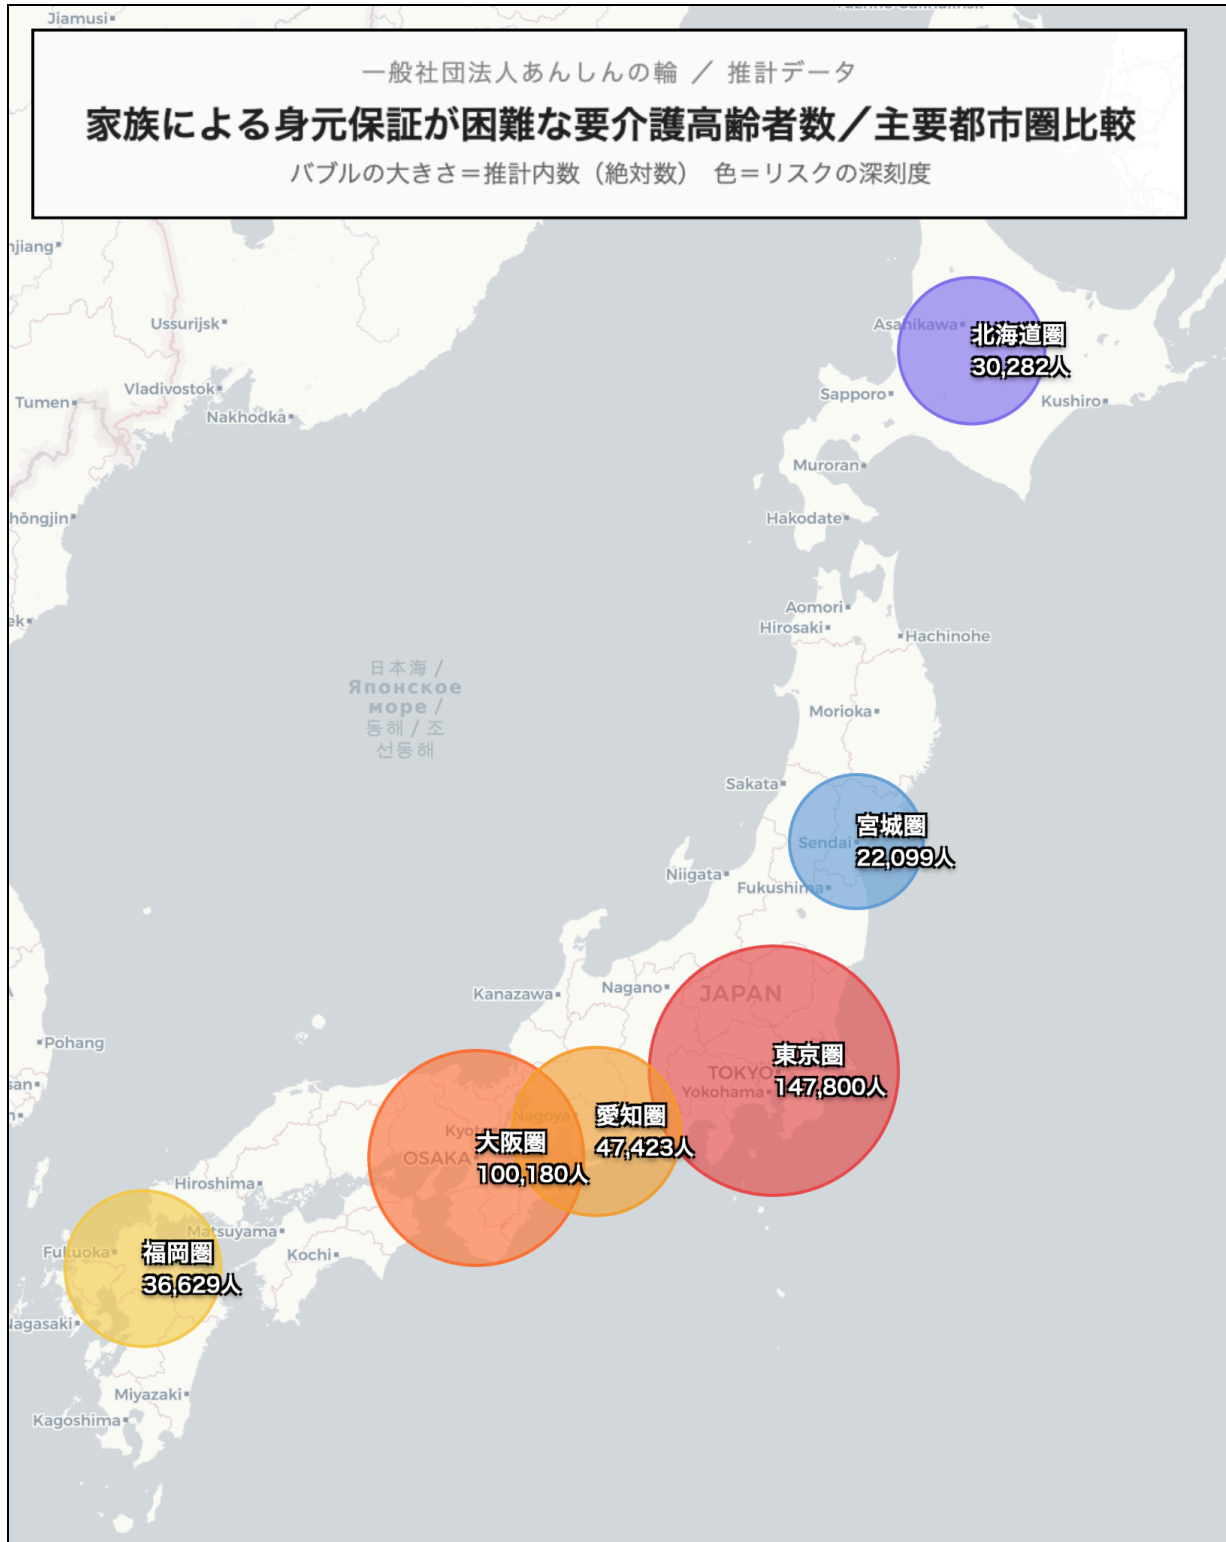 Jiamusi
一般社団法人あんしんの輪 ／ 推計データ
家族による身元保証が困難な要介護高齢者数／主要都市圏比較
バブルの大きさ＝推計内数（絶対数） 色＝リスクの深刻度
Ussurijsk
Asahikawa
北海道圏
30,282人
Vladivostok
Tumen
Nakhodka
Sapporo
Kushiro
Muroran
Hakodate
Aomori
Hirosaki
Hachinohe
日本海 /
Японское
море /
동해 / 조
선동해
Morioka
Sakata
宮城圏
Sendai
22,099人
Niigata
Fukushima
Kanazawa
Nagano
JAPAN
Pohang
東京圏
TOKYO
147,800人
Yokohama
愛知圏
Nagoya
47,423人
Kyoto
大阪圏
OSAKA
100,180人
Hiroshima
Matsuyama
Kochi
福岡圏
Fukuoka
36,629人
Miyazaki
Kagoshima